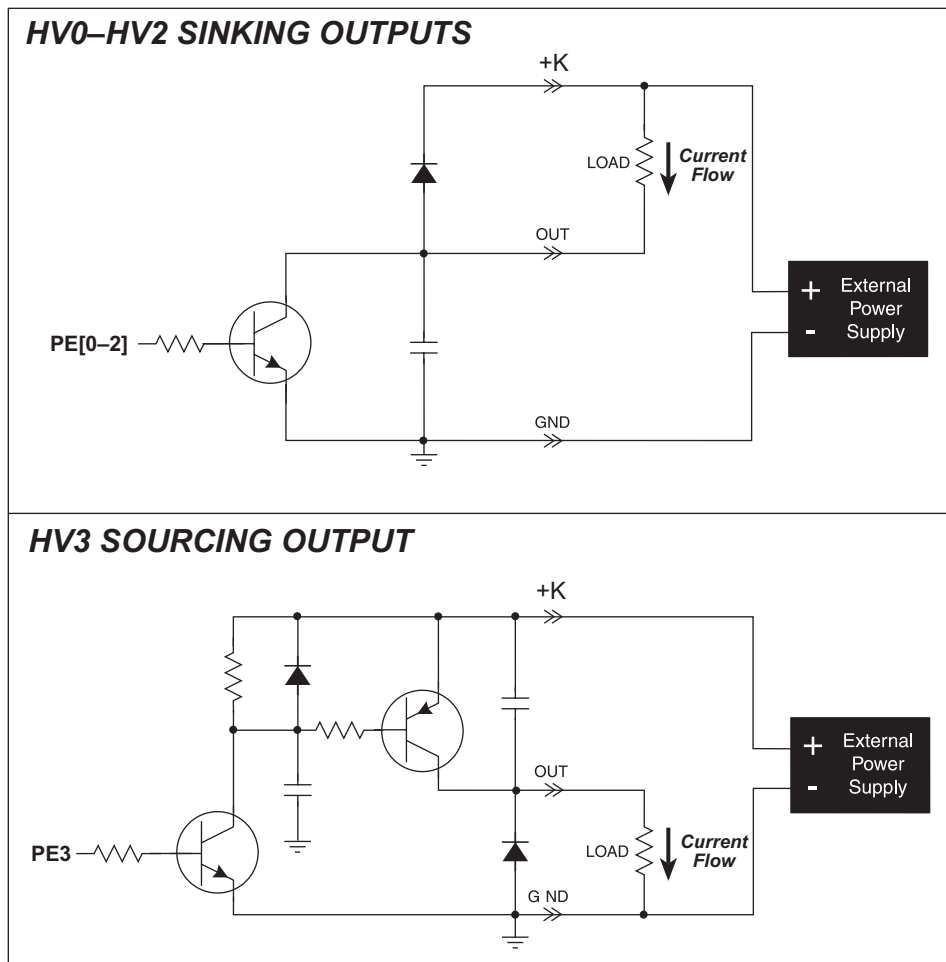 HV0–HV2 SINKING OUTPUTS
+K
LOAD
Current
Flow
OUT
+ External
Power
- Supply
PE[0–2]
GND
HV3 SOURCING OUTPUT
+K
+ External
Power
- Supply
OUT
PE3
LOAD
Current
Flow
G ND